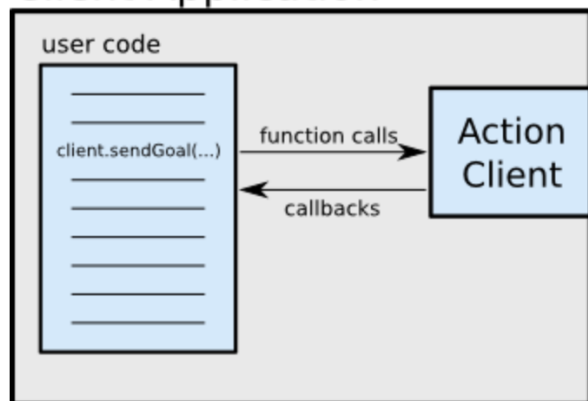 user code
client.sendGoal(...)
function calls
callbacks
Action
Client